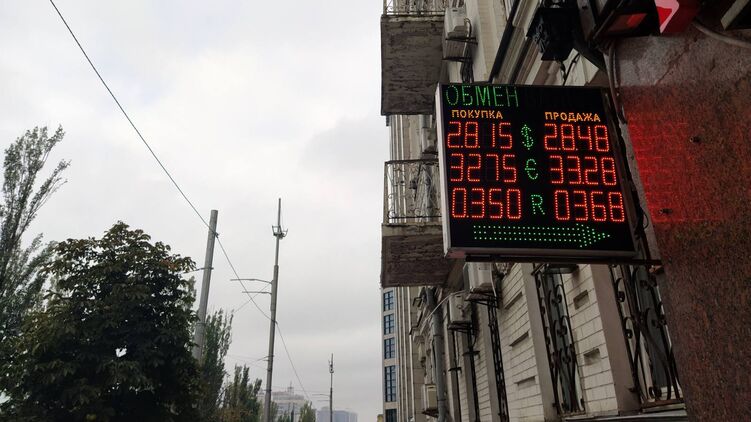 ОБМЕН
ПОКУПКА ПРОДАЖА
28.15 $ 28.48
32.75 € 33.28
0.350 R 0.368